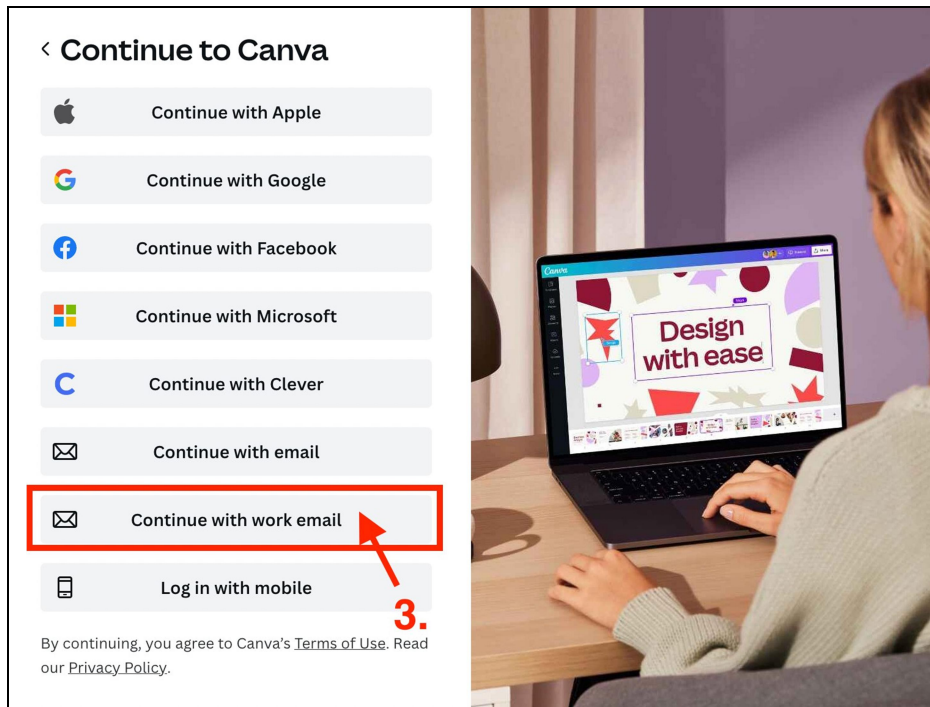 Continue to Canva
Continue with Apple
Continue with Google
Continue with Facebook
Continue with Microsoft
Continue with Clever
Continue with email
Continue with work email
Log in with mobile
3.
By continuing, you agree to Canva's Terms of Use. Read
our Privacy Policy.
Canva
Share
Design
with ease